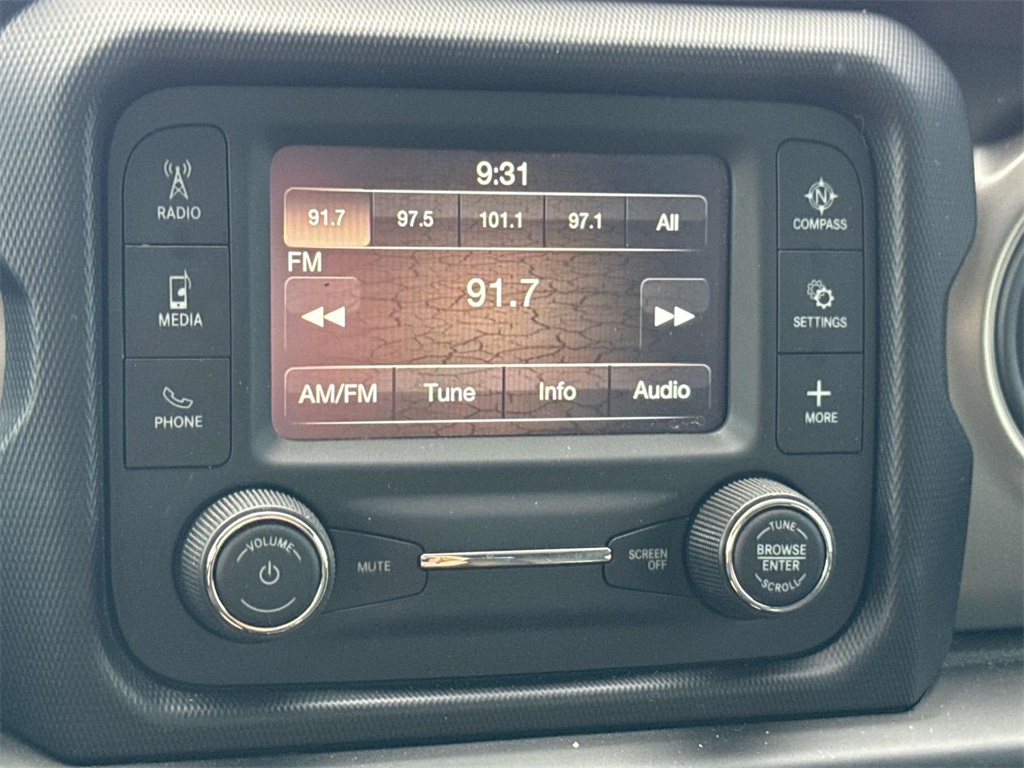 9:31
91.7 97.5 101.1 97.1 All
FM
91.7
AM/FM Tune Info Audio
RADIO
MEDIA
PHONE
N
COMPASS
SETTINGS
MORE
VOLUME
MUTE
SCREEN
OFF
TUNE
BROWSE
ENTER
SCROLL